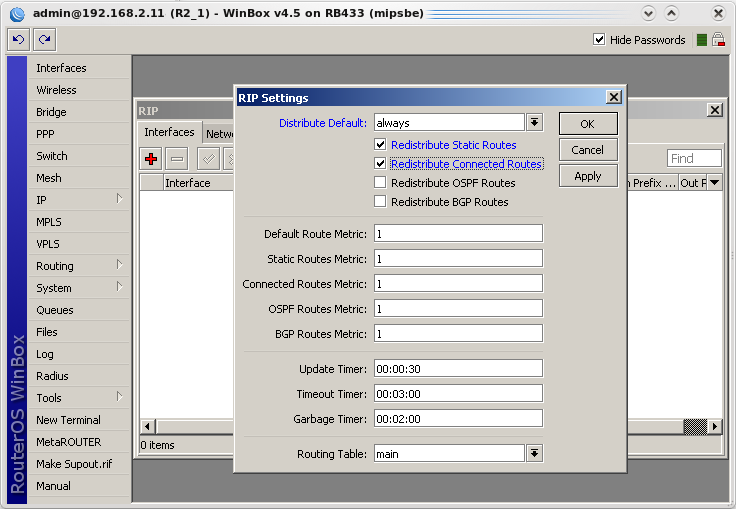 admin@192.168.2.11 (R2_1) - WinBox v4.5 on RB433 (mipsbe)
Hide Passwords
RouterOS WinBox
Interfaces
Wireless
Bridge
PPP
Switch
Mesh
IP
MPLS
VPLS
Routing
System
Queues
Files
Log
Radius
Tools
New Terminal
MetaROUTER
Make Supout.rif
Manual
RIP
Interfaces
Find
Interface
Prefix ...
Out
0 items
RIP Settings
Distribute Default: always
Redistribute Static Routes
Redistribute Connected Routes
Redistribute OSPF Routes
Redistribute BGP Routes
Default Route Metric: 1
Static Routes Metric: 1
Connected Routes Metric: 1
OSPF Routes Metric: 1
BGP Routes Metric: 1
Update Timer: 00:00:30
Timeout Timer: 00:03:00
Garbage Timer: 00:02:00
Routing Table: main
OK
Cancel
Apply